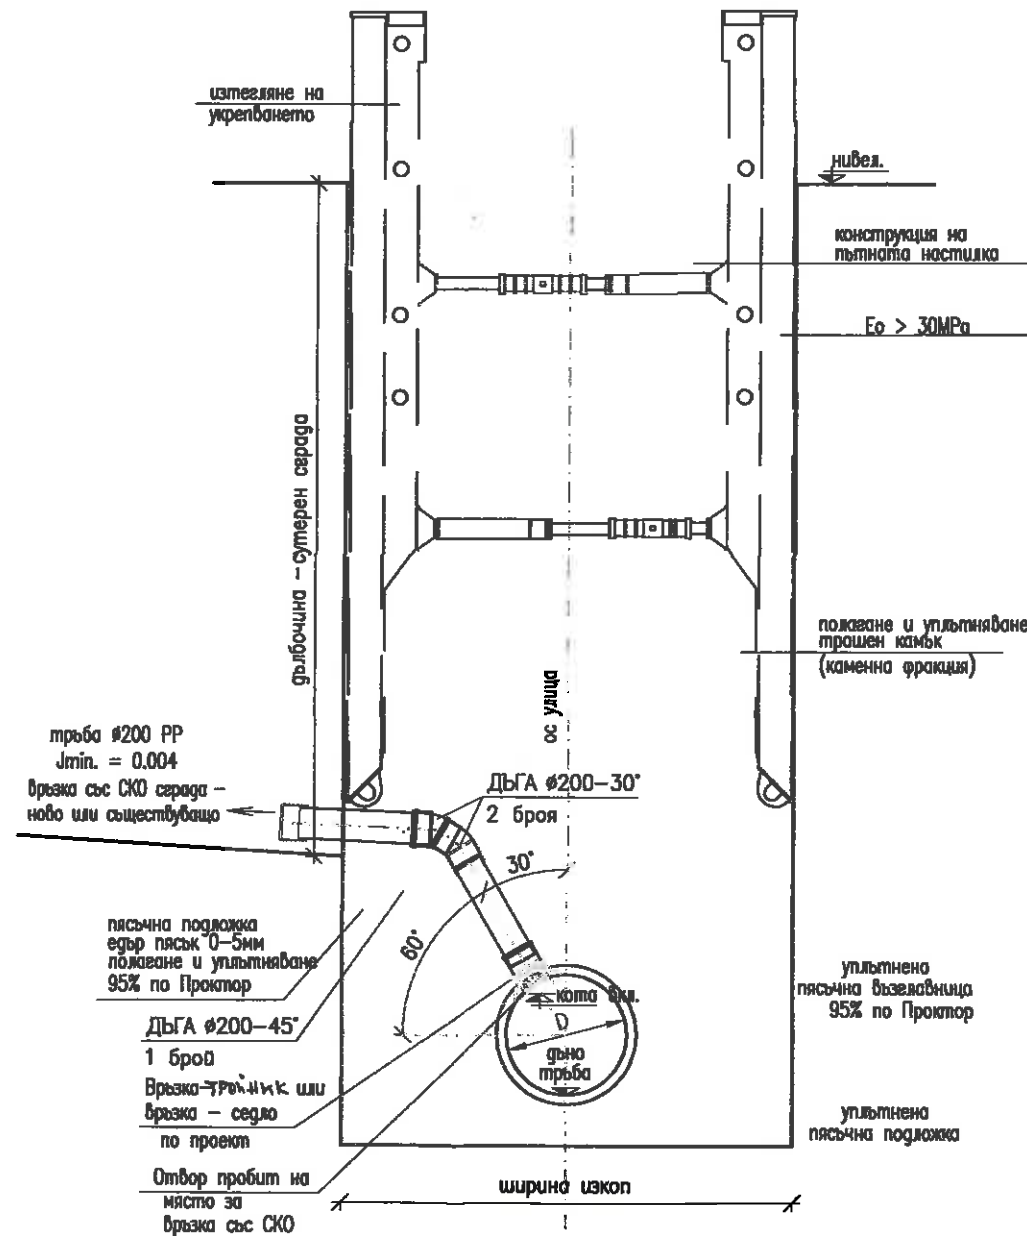 изтегляне на
укрепването
нивел.
конструкция на
пътната настилка
Eo > 30MPa
дълбочина – сутерен сграда
ос улица
полагане и уплътняване
трошен камък
(каменна фракция)
тръба ø200 PP
Jmin. = 0.004
връзка със СКО сграда –
ново или съществуващо
ДЪГА ø200–30°
2 броя
30°
60°
пясъчна подложка
едър пясък 0–5мм
полагане и уплътняване
95% по Проктор
ДЪГА ø200–45°
1 брой
Връзка–тройник или
връзка – седло
по проект
Отвор пробит на
място за
връзка със СКО
кота вкл.
D
дъно
тръба
уплътнена
пясъчна възглавница
95% по Проктор
уплътнена
пясъчна подложка
ширина изкоп